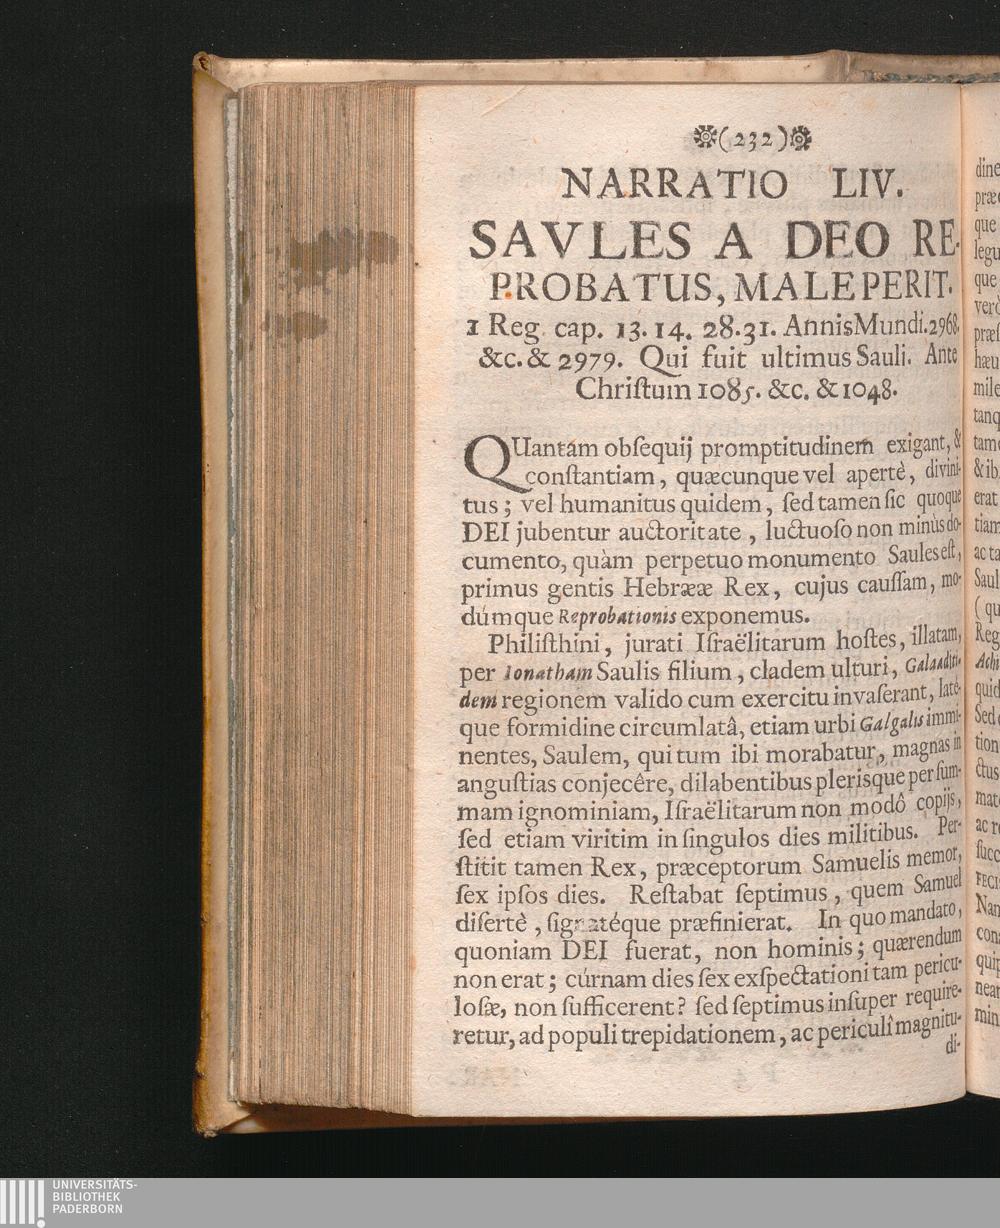 (232)
NARRATIO LIV.
SAVLES A DEO RE-
PROBATUS, MALE PERIT.
1 Reg. cap. 13. 14. 28. 31. Annis Mundi. 2968.
&c. & 2979. Qui fuit ultimus Sauli. Ante
Chriſtum 1085. &c. & 1048.
QUantam obſequij promptitudinem exigant, &
conſtantiam, quæcunque vel apertè, divini-
tus; vel humanitus quidem, ſed tamen ſic quoque
DEI jubentur auctoritate, luctuoſo non minùs do-
cumento, quàm perpetuo monumento Saules eſt,
primus gentis Hebrææ Rex, cujus cauſſam, mo-
dúmque Reprobationis exponemus.
Philiſthini, jurati Iſraëlitarum hoſtes, illatam,
per Ionatham Saulis filium, cladem ulturi, Galaaditi-
dem regionem valido cum exercitu invaſerant, laté-
que formidine circumlatâ, etiam urbi Galgalis immi-
nentes, Saulem, qui tum ibi morabatur, magnas in
anguſtias conjecêre, dilabentibus plerisque per ſum-
mam ignominiam, Iſraëlitarum non modô copijs,
ſed etiam viritim in ſingulos dies militibus. Per-
ſtitit tamen Rex, præceptorum Samuelis memor,
ſex ipſos dies. Reſtabat ſeptimus, quem Samuel
diſertè, ſignatéque præfinierat. In quo mandato,
quoniam DEI fuerat, non hominis; quærendum
non erat; cúrnam dies ſex exſpectationi tam pericu-
loſæ, non ſufficerent? ſed ſeptimus inſuper require-
retur, ad populi trepidationem, ac periculî magnitu-
di-
UNIVERSITÄTS-
BIBLIOTHEK
PADERBORN